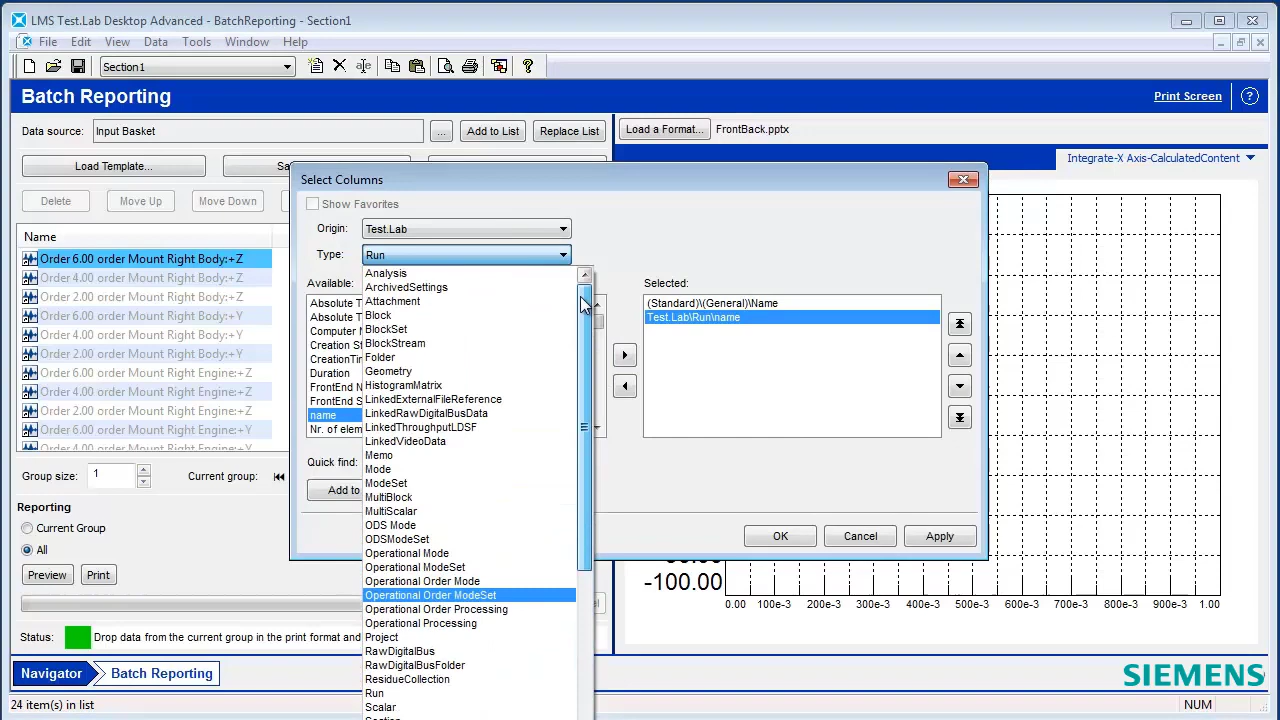 LMS Test.Lab Desktop Advanced - BatchReporting - Section1
File Edit View Data Tools Window Help
Section1
Batch Reporting
Print Screen
Data source: Input Basket ... Add to List Replace List
Load a Format... FrontBack.pptx
Load Template...
Integrate-X Axis-CalculatedContent
Delete Move Up Move Down
Name
Order 6.00 order Mount Right Body:+Z
Order 4.00 order Mount Right Body:+Z
Order 2.00 order Mount Right Body:+Z
Order 6.00 order Mount Right Body:+Y
Order 4.00 order Mount Right Body:+Y
Order 2.00 order Mount Right Body:+Y
Order 6.00 order Mount Right Engine:+Z
Order 4.00 order Mount Right Engine:+Z
Order 2.00 order Mount Right Engine:+Z
Order 6.00 order Mount Right Engine:+Y
Order 4.00 order Mount Right Engine:+Y
Group size: 1 Current group:
Reporting
Current Group
All
Preview Print
Status: Drop data from the current group in the print format and
Navigator Batch Reporting
24 item(s) in list
Select Columns
Show Favorites
Origin: Test.Lab
Type: Run
Available:
Absolute T
Absolute T
Computer
Creation St
CreationTim
Duration
FrontEnd N
FrontEnd S
name
Nr. of elem
Quick find:
Add to
Analysis
ArchivedSettings
Attachment
Block
BlockSet
BlockStream
Folder
Geometry
HistogramMatrix
LinkedExternalFileReference
LinkedRawDigitalBusData
LinkedThroughputLDSF
LinkedVideoData
Memo
Mode
ModeSet
MultiBlock
MultiScalar
ODS Mode
ODSModeSet
Operational Mode
Operational ModeSet
Operational Order Mode
Operational Order ModeSet
Operational Order Processing
Operational Processing
Project
RawDigitalBus
RawDigitalBusFolder
ResidueCollection
Run
Scalar
Selected:
(Standard)\(General)\Name
Test.Lab\Run\name
OK Cancel Apply
-100.00
0.00 100e-3 200e-3 300e-3 400e-3 500e-3 600e-3 700e-3 800e-3 900e-3 1.00
SIEMENS
NUM